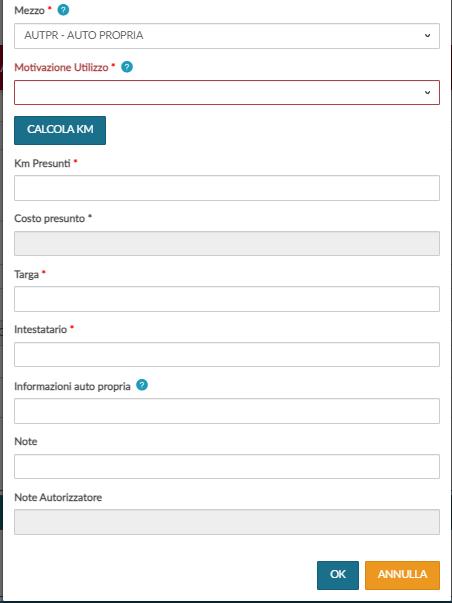 Mezzo * ?
AUTPR - AUTO PROPRIA
Motivazione Utilizzo * ?
CALCOLA KM
Km Presunti *
Costo presunto *
Targa *
Intestatario *
Informazioni auto propria ?
Note
Note Autorizzatore
OK ANNULLA